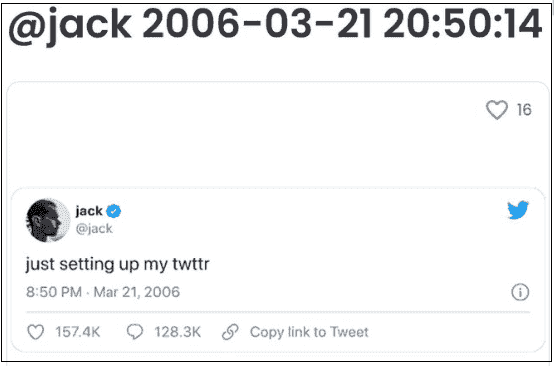 @jack 2006-03-21 20:50:14
16
jack
@jack
just setting up my twttr
8:50 PM · Mar 21, 2006
157.4K 128.3K Copy link to Tweet